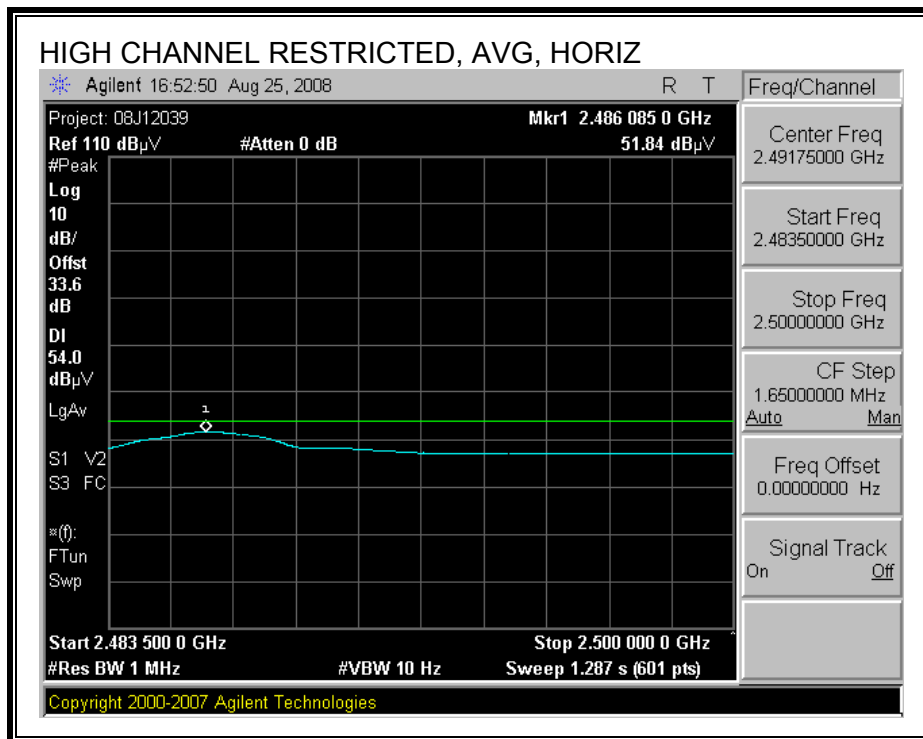 HIGH CHANNEL RESTRICTED, AVG, HORIZ
Agilent 16:52:50 Aug 25, 2008 R T
Freq/Channel
Project: 08J12039 Mkr1 2.486 085 0 GHz
Ref 110 dBµV #Atten 0 dB 51.84 dBµV
#Peak
Log
10
dB/
Offst
33.6
dB
DI
54.0
dBµV
LgAv
1
S1 V2
S3 FC
¤(f):
FTun
Swp
Start 2.483 500 0 GHz Stop 2.500 000 0 GHz ^
#Res BW 1 MHz #VBW 10 Hz Sweep 1.287 s (601 pts)
Copyright 2000-2007 Agilent Technologies
Center Freq
2.49175000 GHz
Start Freq
2.48350000 GHz
Stop Freq
2.50000000 GHz
CF Step
1.65000000 MHz
Auto Man
Freq Offset
0.00000000 Hz
Signal Track
On Off